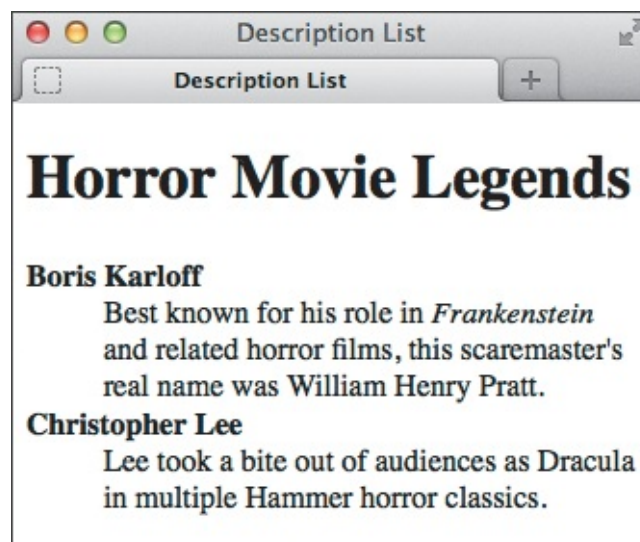 Description List
Description List
Horror Movie Legends
Boris Karloff
Best known for his role in Frankenstein
and related horror films, this scaremaster's
real name was William Henry Pratt.
Christopher Lee
Lee took a bite out of audiences as Dracula
in multiple Hammer horror classics.